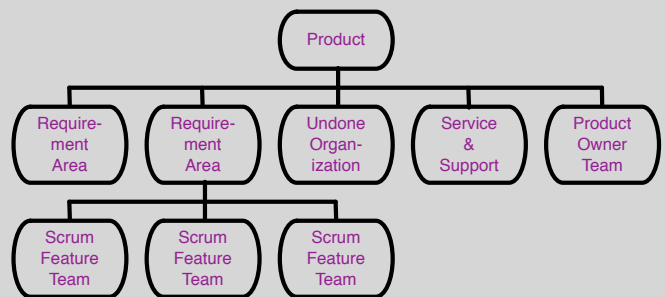 Product
Require-
ment
Area
Require-
ment
Area
Undone
Organ-
ization
Service
&
Support
Product
Owner
Team
Scrum
Feature
Team
Scrum
Feature
Team
Scrum
Feature
Team